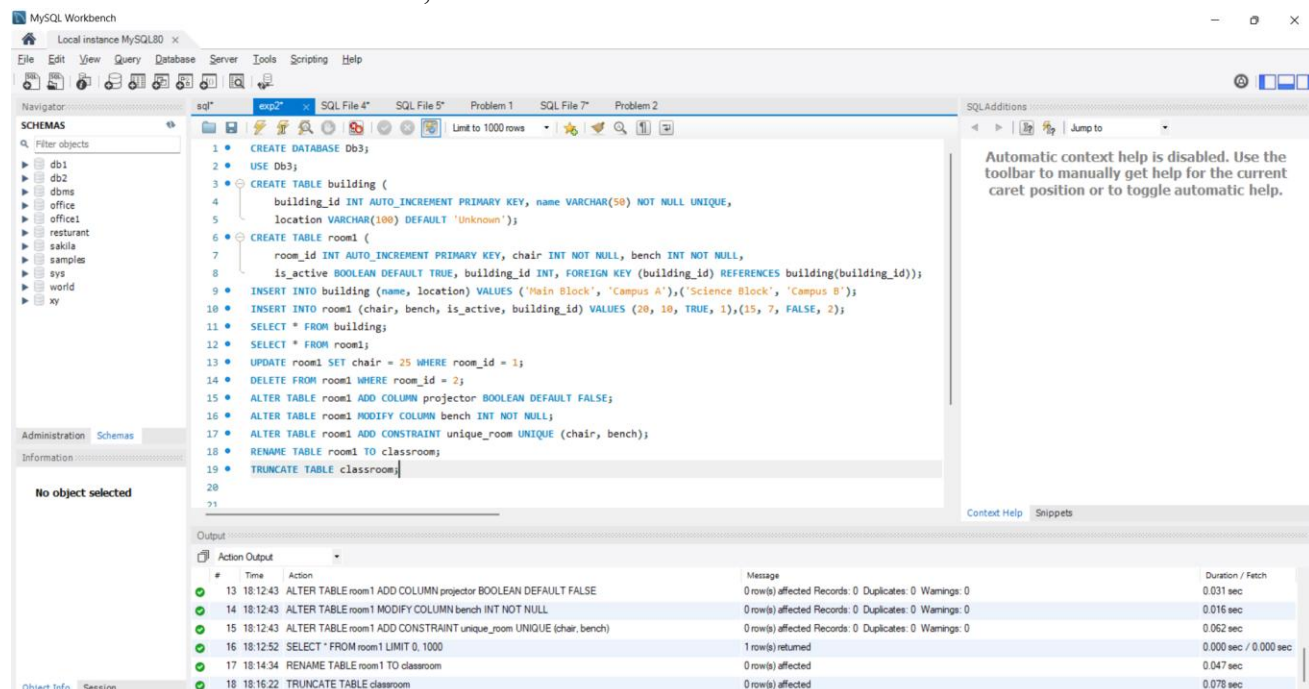 MySQL Workbench
Local instance MySQL80
File Edit View Query Database Server Tools Scripting Help
Navigator
SCHEMAS
Filter objects
db1
db2
dbms
office
office1
resturant
sakila
samples
sys
world
xy
Administration Schemas
Information
No object selected
Object Info Session
sql* exp2* SQL File 4* SQL File 5* Problem 1 SQL File 7* Problem 2
Limit to 1000 rows
1 CREATE DATABASE Db3;
2 USE Db3;
3 CREATE TABLE building (
4 building_id INT AUTO_INCREMENT PRIMARY KEY, name VARCHAR(50) NOT NULL UNIQUE,
5 location VARCHAR(100) DEFAULT 'Unknown');
6 CREATE TABLE room1 (
7 room_id INT AUTO_INCREMENT PRIMARY KEY, chair INT NOT NULL, bench INT NOT NULL,
8 is_active BOOLEAN DEFAULT TRUE, building_id INT, FOREIGN KEY (building_id) REFERENCES building(building_id));
9 INSERT INTO building (name, location) VALUES ('Main Block', 'Campus A'),('Science Block', 'Campus B');
10 INSERT INTO room1 (chair, bench, is_active, building_id) VALUES (20, 10, TRUE, 1),(15, 7, FALSE, 2);
11 SELECT * FROM building;
12 SELECT * FROM room1;
13 UPDATE room1 SET chair = 25 WHERE room_id = 1;
14 DELETE FROM room1 WHERE room_id = 2;
15 ALTER TABLE room1 ADD COLUMN projector BOOLEAN DEFAULT FALSE;
16 ALTER TABLE room1 MODIFY COLUMN bench INT NOT NULL;
17 ALTER TABLE room1 ADD CONSTRAINT unique_room UNIQUE (chair, bench);
18 RENAME TABLE room1 TO classroom;
19 TRUNCATE TABLE classroom;
20
21
SQLAdditions
Jump to
Automatic context help is disabled. Use the
toolbar to manually get help for the current
caret position or to toggle automatic help.
Context Help Snippets
Output
Action Output
# Time Action Message Duration / Fetch
13 18:12:43 ALTER TABLE room1 ADD COLUMN projector BOOLEAN DEFAULT FALSE 0 row(s) affected Records: 0 Duplicates: 0 Warnings: 0 0.031 sec
14 18:12:43 ALTER TABLE room1 MODIFY COLUMN bench INT NOT NULL 0 row(s) affected Records: 0 Duplicates: 0 Warnings: 0 0.016 sec
15 18:12:43 ALTER TABLE room1 ADD CONSTRAINT unique_room UNIQUE (chair, bench) 0 row(s) affected Records: 0 Duplicates: 0 Warnings: 0 0.062 sec
16 18:12:52 SELECT * FROM room1 LIMIT 0, 1000 1 row(s) returned 0.000 sec / 0.000 sec
17 18:14:34 RENAME TABLE room1 TO classroom 0 row(s) affected 0.047 sec
18 18:16:22 TRUNCATE TABLE classroom 0 row(s) affected 0.078 sec